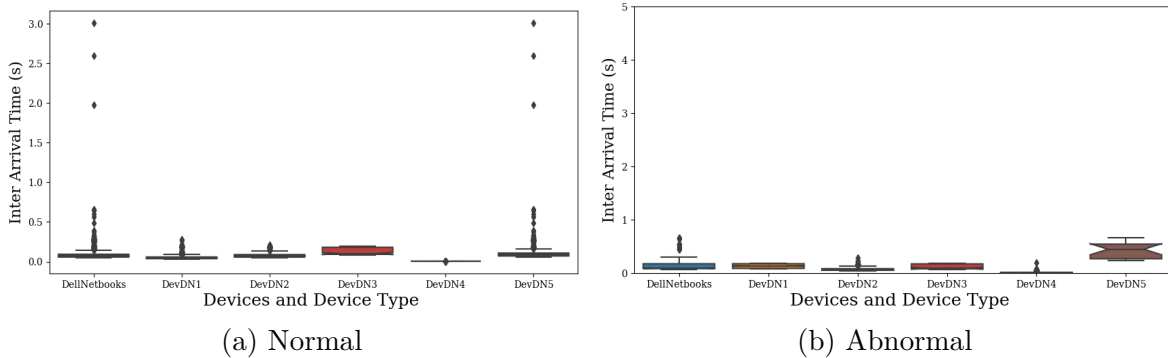 Inter Arrival Time (s)
3.0
2.5
2.0
1.5
1.0
0.5
0.0
DellNetbooks DevDN1 DevDN2 DevDN3 DevDN4 DevDN5
Devices and Device Type
(a) Normal
Inter Arrival Time (s)
5
4
3
2
1
0
DellNetbooks DevDN1 DevDN2 DevDN3 DevDN4 DevDN5
Devices and Device Type
(b) Abnormal